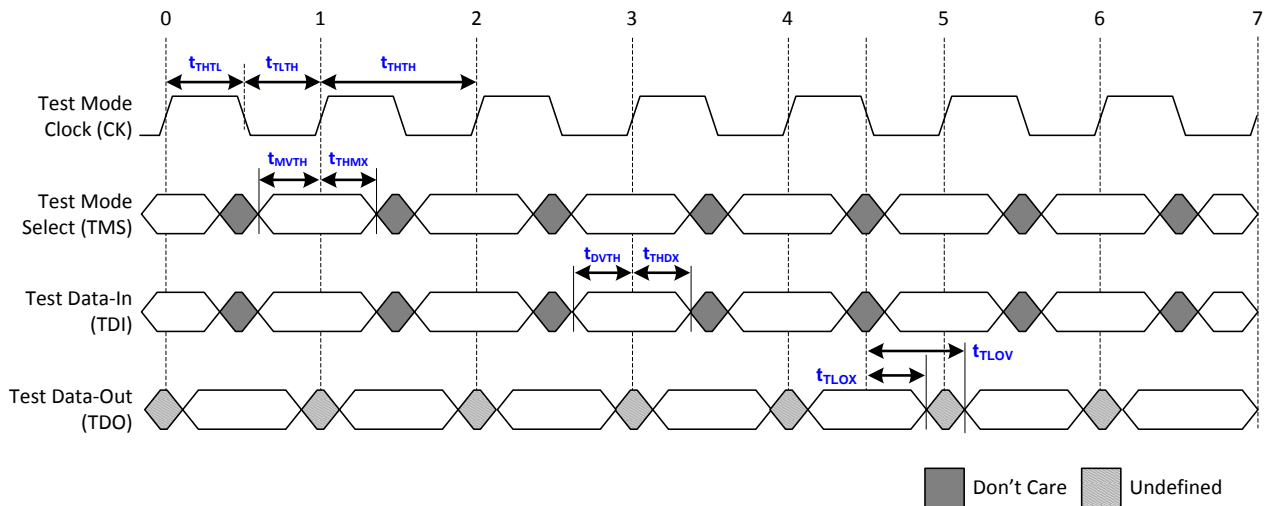 0 1 2 3 4 5 6 7
tTHTL tTLTH tTHTH
Test Mode
Clock (CK)
tMVTH tTHMX
Test Mode
Select (TMS)
tDVTH tTHDX
Test Data-In
(TDI)
tTLOV
tTLOX
Test Data-Out
(TDO)
Don't Care Undefined